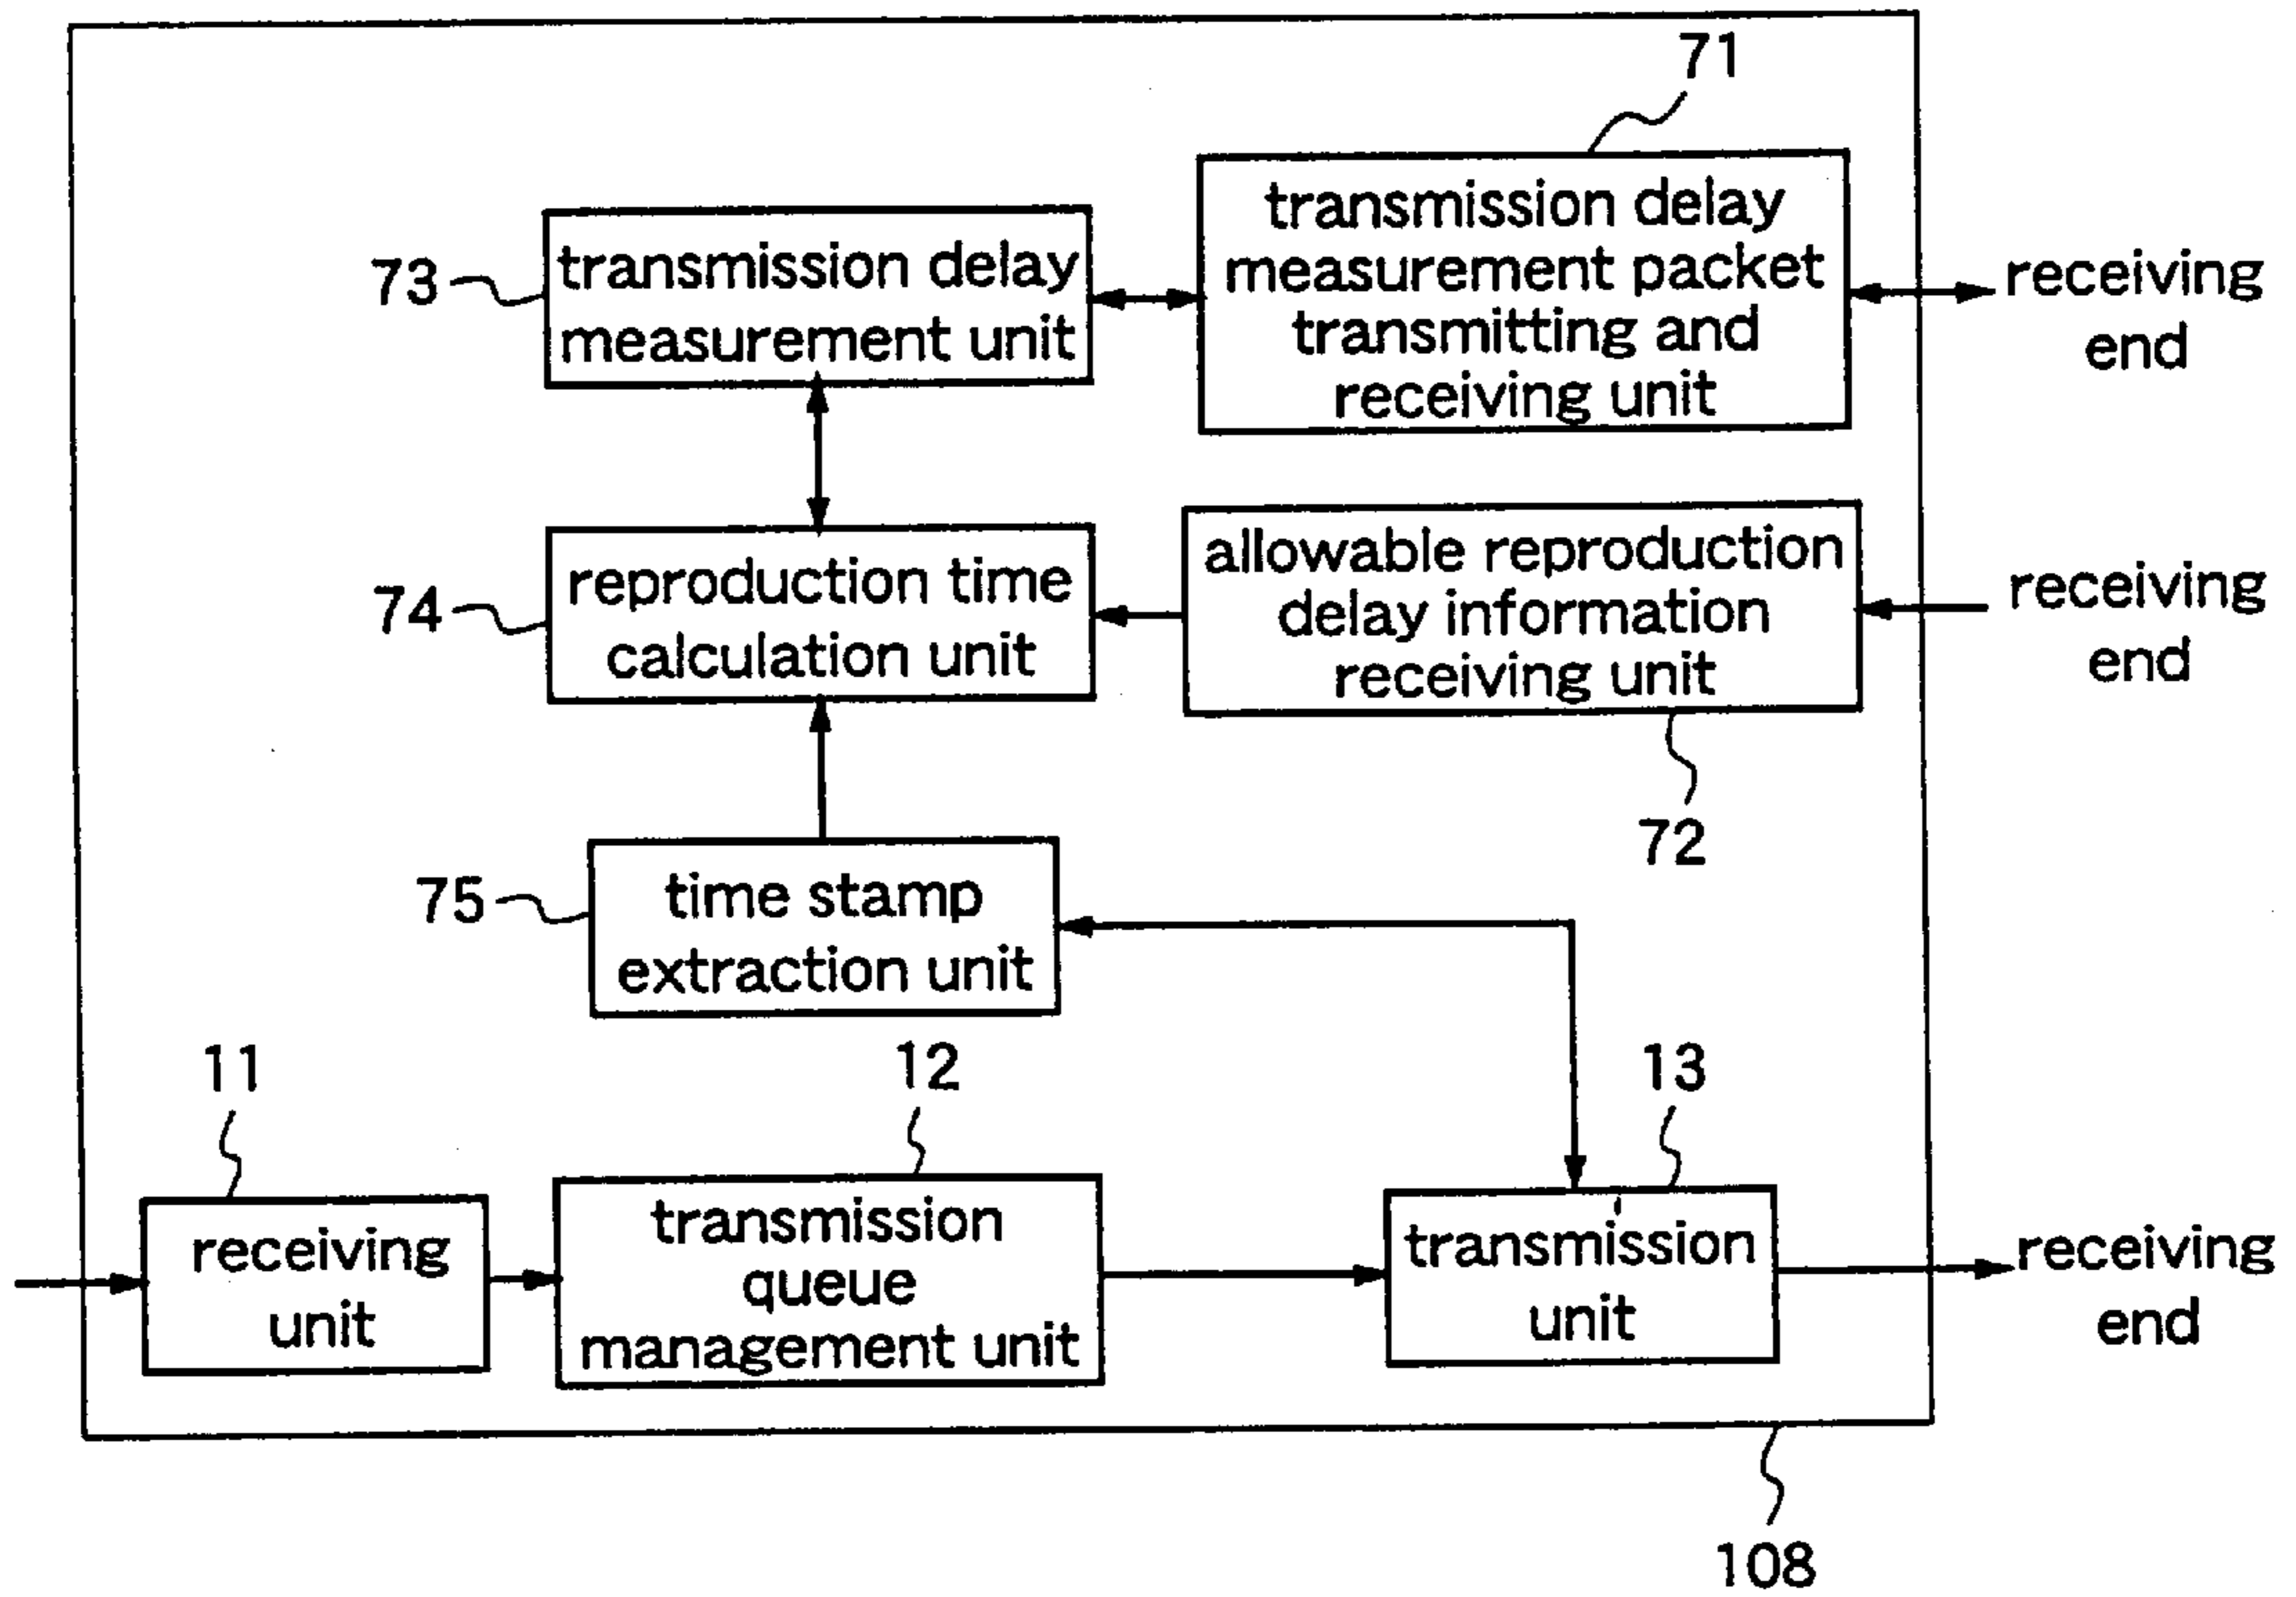 71
transmission delay
measurement packet
transmitting and
receiving unit
73
transmission delay
measurement unit
receiving
end
74
reproduction time
calculation unit
allowable reproduction
delay information
receiving unit
receiving
end
72
75
time stamp
extraction unit
11
12
13
receiving
unit
transmission
queue
management unit
transmission
unit
receiving
end
108